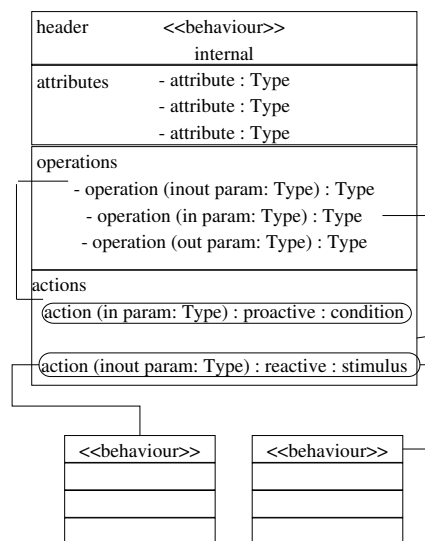 header <<behaviour>>
internal
attributes - attribute : Type
- attribute : Type
- attribute : Type
operations
- operation (inout param: Type) : Type
- operation (in param: Type) : Type
- operation (out param: Type) : Type
actions
action (in param: Type) : proactive : condition
action (inout param: Type) : reactive : stimulus
<<behaviour>> <<behaviour>>